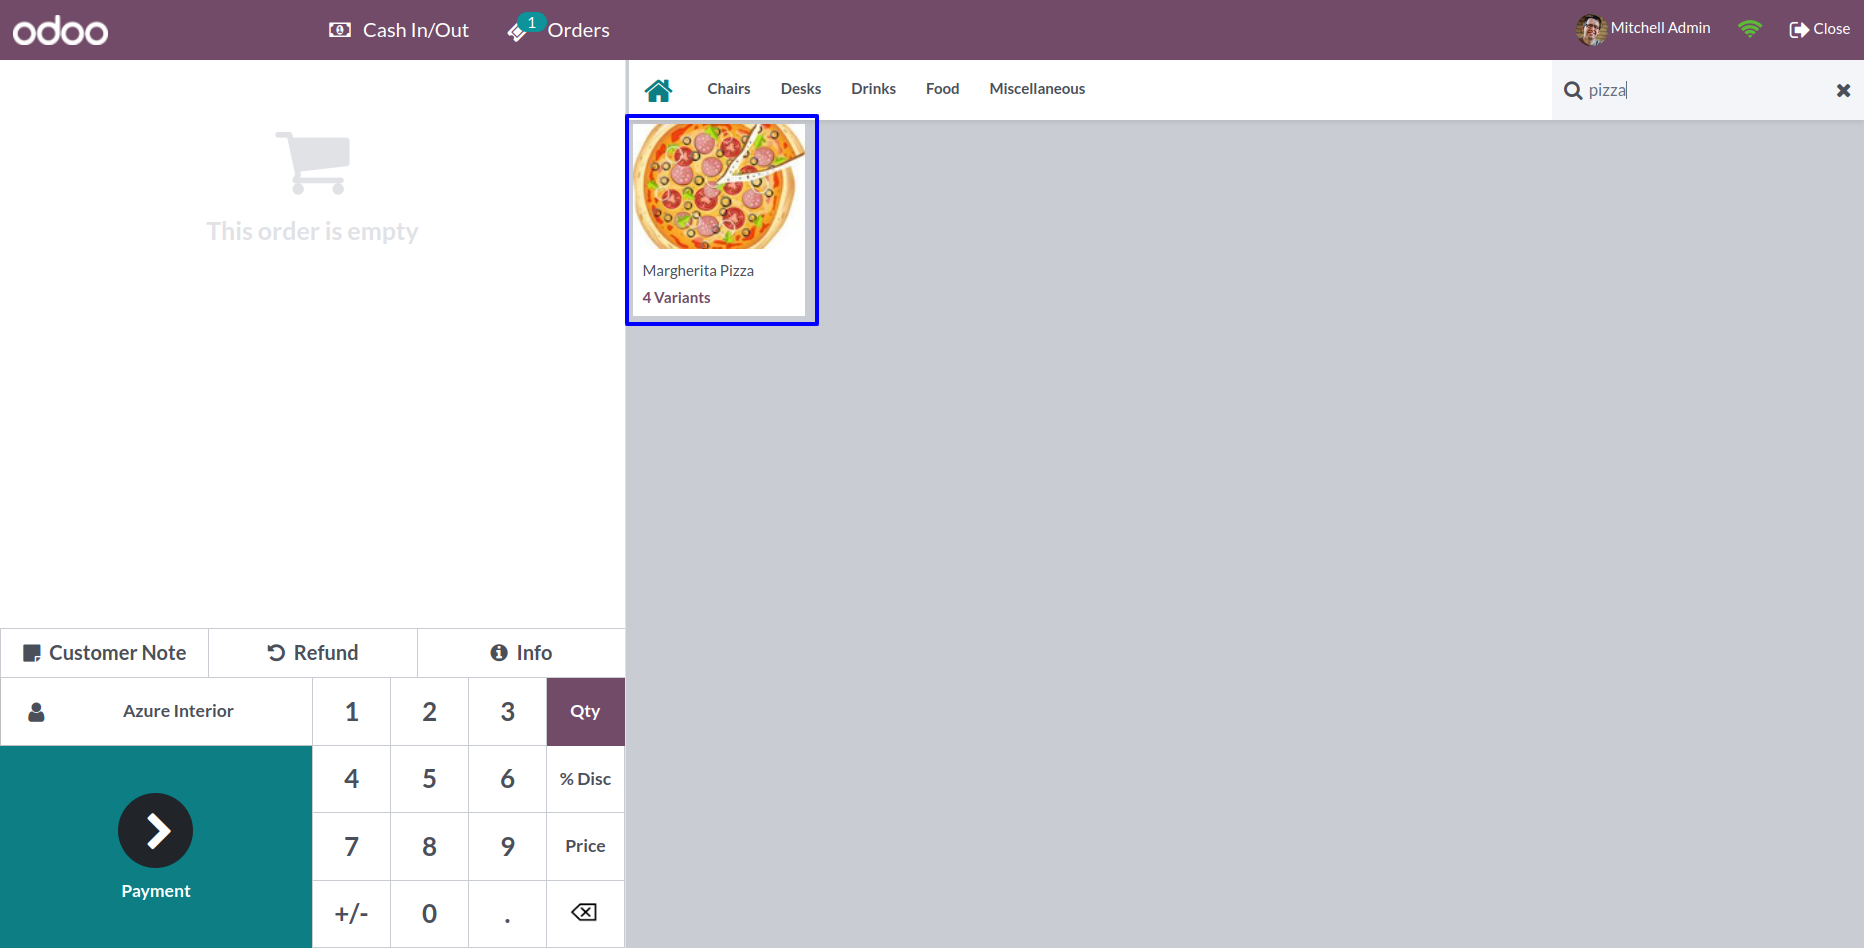 odoo
Cash In/Out
1
Orders
Mitchell Admin
Close
Chairs
Desks
Drinks
Food
Miscellaneous
pizza
This order is empty
Margherita Pizza
4 Variants
Customer Note
Refund
Info
Azure Interior
1
2
3
Qty
4
5
6
% Disc
7
8
9
Price
Payment
+/-
0
.